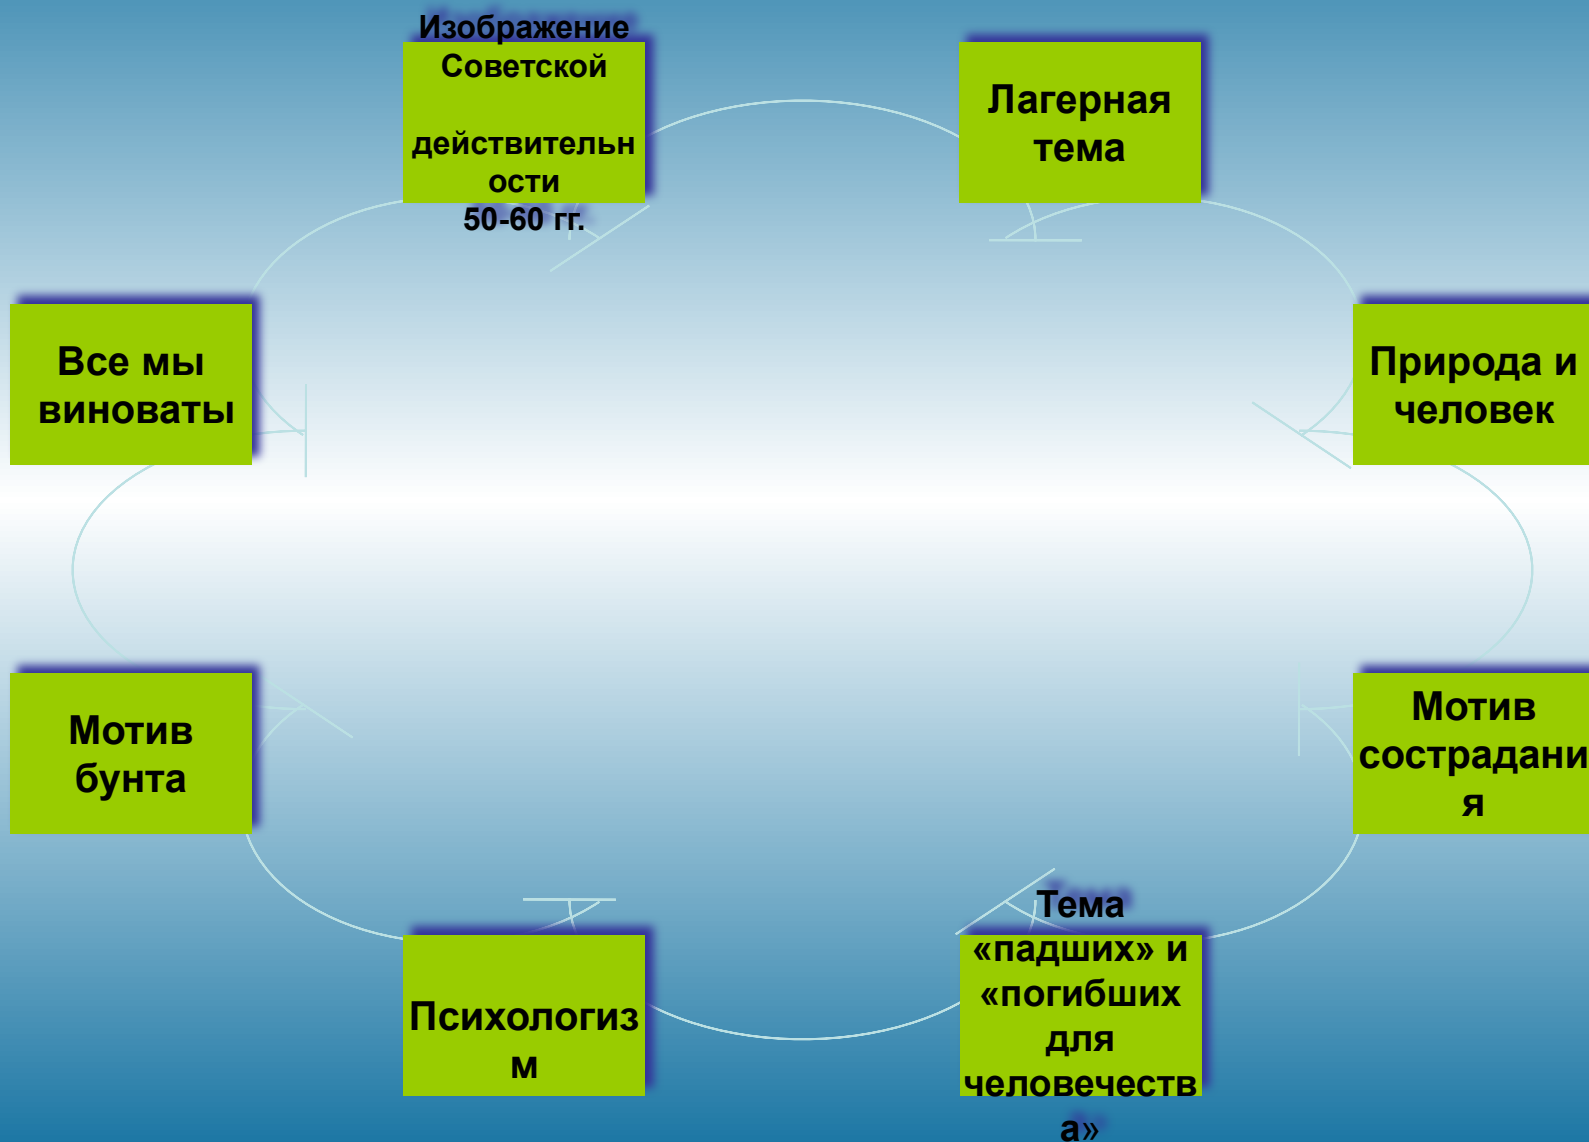 Изображение
Советской
действительн
ости
50-60 гг.
Лагерная
тема
Все мы
виноваты
Природа и
человек
Мотив
бунта
Мотив
сострадани
я
Психологиз
м
Тема
«падших» и
«погибших
для
человечеств
а»